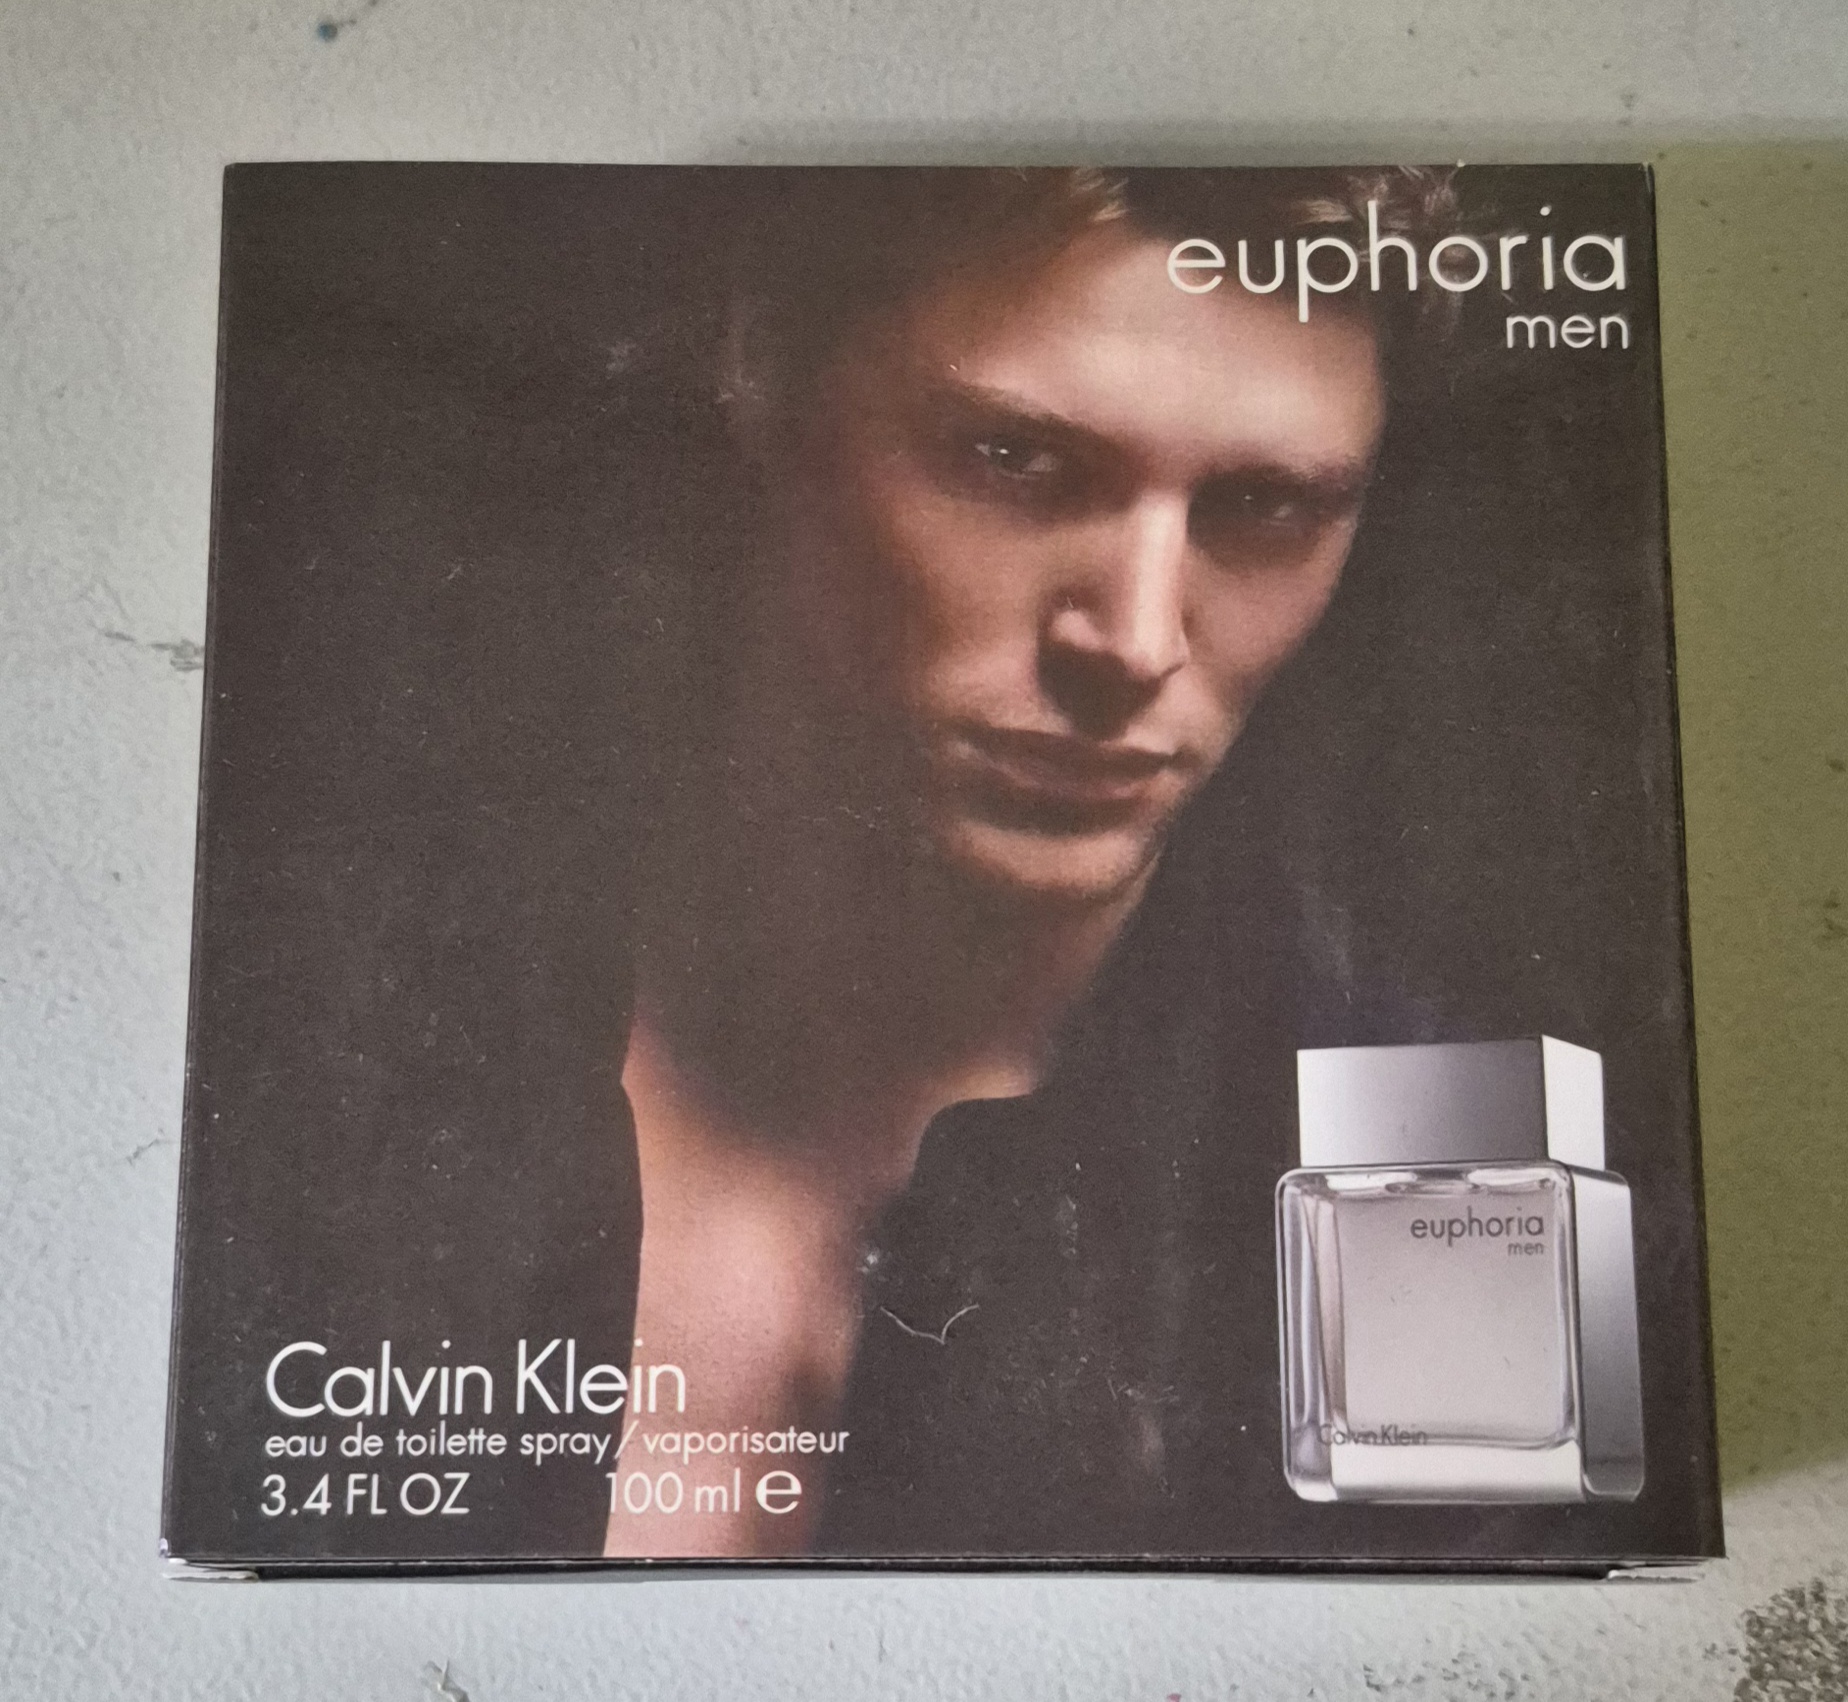 euphoria
men
euphoria
men
Calvin Klein
Calvin Klein
eau de toilette spray/vaporisateur
3.4 FL OZ 100 ml e